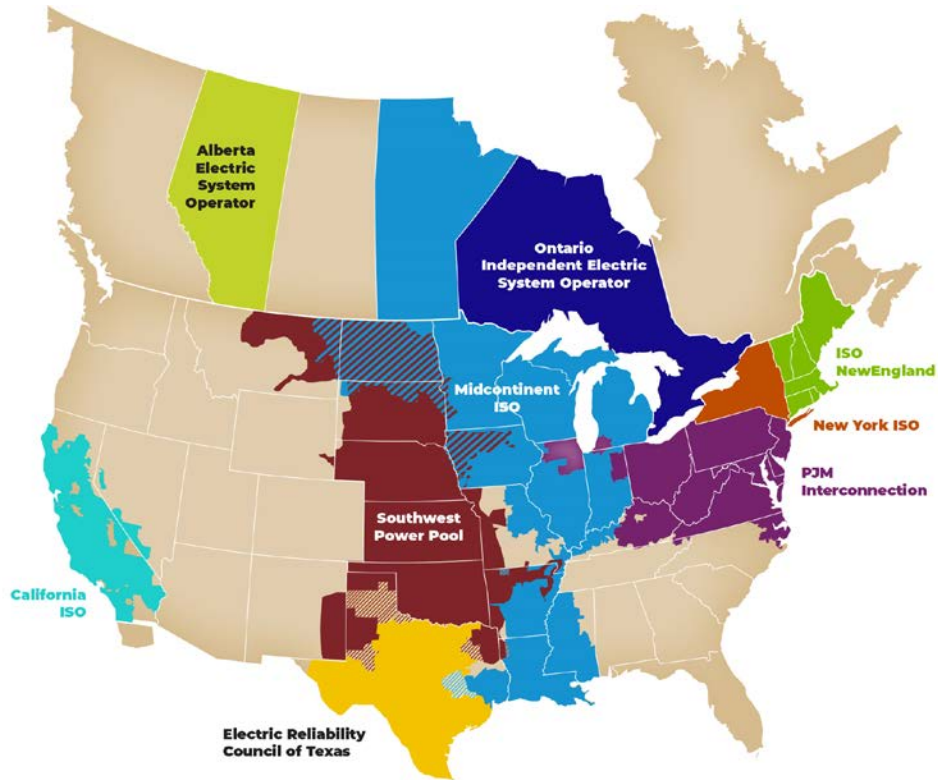 Alberta
Electric
System
Operator
Ontario
Independent Electric
System Operator
ISO
NewEngland
Midcontinent
ISO
New York ISO
PJM
Interconnection
Southwest
Power Pool
California
ISO
Electric Reliability
Council of Texas